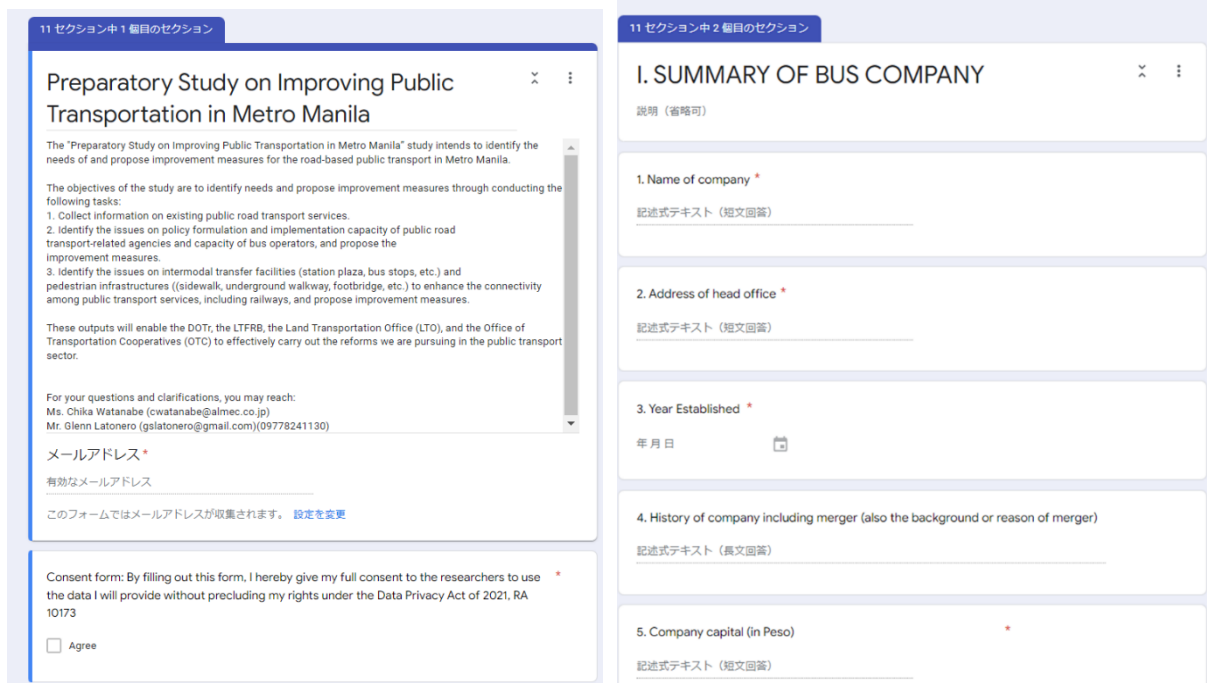 11 セクション中 1 個目のセクション
Preparatory Study on Improving Public
Transportation in Metro Manila
The "Preparatory Study on Improving Public Transportation in Metro Manila" study intends to identify the
needs of and propose improvement measures for the road-based public transport in Metro Manila.
The objectives of the study are to identify needs and propose improvement measures through conducting the
following tasks:
1. Collect information on existing public road transport services.
2. Identify the issues on policy formulation and implementation capacity of public road
transport-related agencies and capacity of bus operators, and propose the
improvement measures.
3. Identify the issues on intermodal transfer facilities (station plaza, bus stops, etc.) and
pedestrian infrastructures ((sidewalk, underground walkway, footbridge, etc.) to enhance the connectivity
among public transport services, including railways, and propose improvement measures.
These outputs will enable the DOTr, the LTFRB, the Land Transportation Office (LTO), and the Office of
Transportation Cooperatives (OTC) to effectively carry out the reforms we are pursuing in the public transport
sector.
For your questions and clarifications, you may reach:
Ms. Chika Watanabe (cwatanabe@almec.co.jp)
Mr. Glenn Latonero (gslatonero@gmail.com)(09778241130)
メールアドレス *
有効なメールアドレス
このフォームではメールアドレスが収集されます。 設定を変更
Consent form: By filling out this form, I hereby give my full consent to the researchers to use *
the data I will provide without precluding my rights under the Data Privacy Act of 2021, RA
10173
Agree
11 セクション中 2 個目のセクション
I. SUMMARY OF BUS COMPANY
説明（省略可）
1. Name of company *
記述式テキスト（短文回答）
2. Address of head office *
記述式テキスト（短文回答）
3. Year Established *
年月日
4. History of company including merger (also the background or reason of merger)
記述式テキスト（長文回答）
5. Company capital (in Peso) *
記述式テキスト（短文回答）